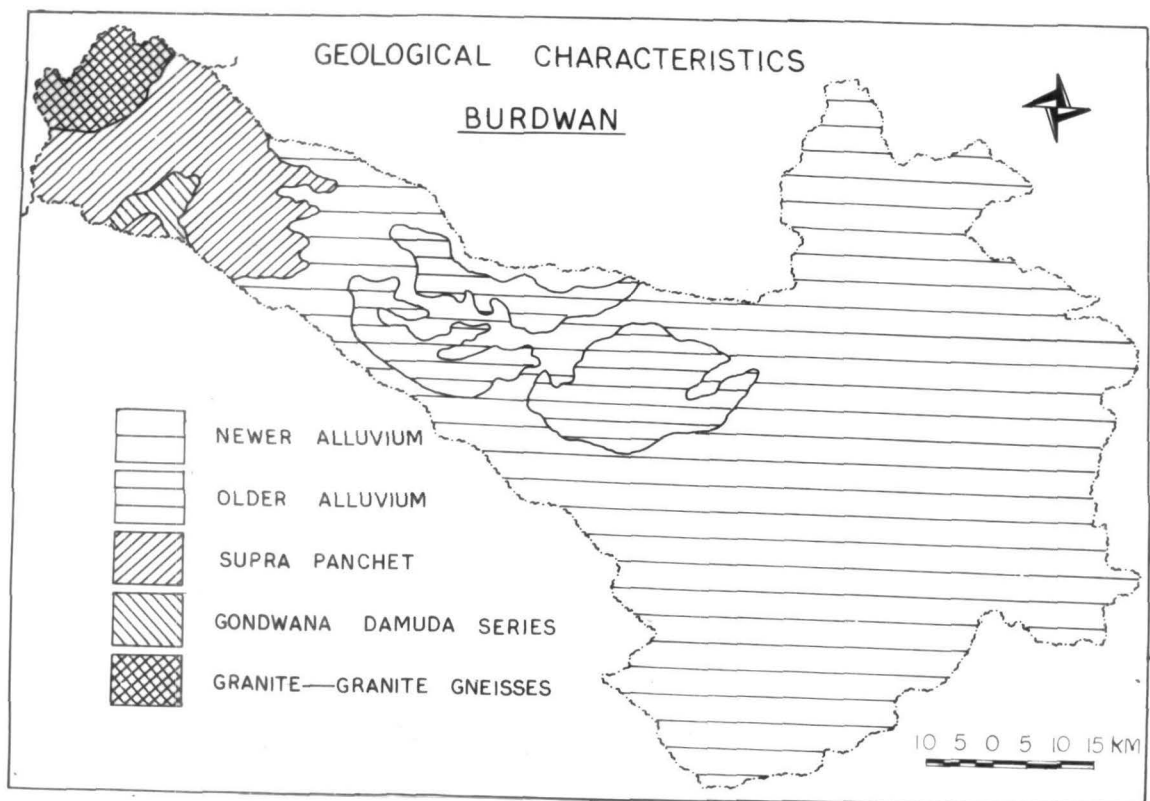 GEOLOGICAL CHARACTERISTICS
BURDWAN
NEWER ALLUVIUM
OLDER ALLUVIUM
SUPRA PANCHET
GONDWANA DAMUDA SERIES
GRANITE—GRANITE GNEISSES
10 5 0 5 10 15 KM